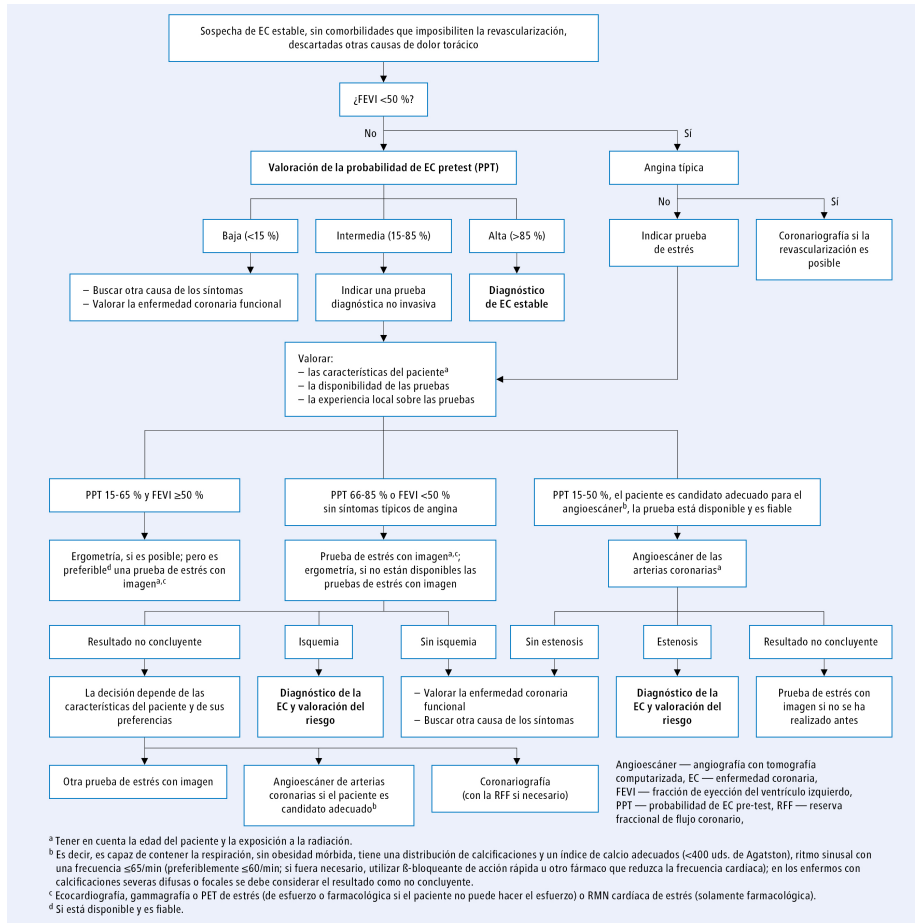 Sospecha de EC estable, sin comorbilidades que imposibiliten la revascularización,
descartadas otras causas de dolor torácico
¿FEVI <50 %?
No
Sí
Valoración de la probabilidad de EC pretest (PPT)
Angina típica
No
Sí
Baja (<15 %)
Intermedia (15-85 %)
Alta (>85 %)
Indicar prueba
de estrés
Coronariografía si la
revascularización es
posible
– Buscar otra causa de los síntomas
– Valorar la enfermedad coronaria funcional
Indicar una prueba
diagnóstica no invasiva
Diagnóstico
de EC estable
Valorar:
– las características del pacienteᵃ
– la disponibilidad de las pruebas
– la experiencia local sobre las pruebas
PPT 15-65 % y FEVI ≥50 %
PPT 66-85 % o FEVI <50 %
sin síntomas típicos de angina
PPT 15-50 %, el paciente es candidato adecuado para el
angioescánerᵇ, la prueba está disponible y es fiable
Ergometría, si es posible; pero es
preferibleᵈ una prueba de estrés con
imagenᵃ,ᶜ
Prueba de estrés con imagenᵃ,ᶜ;
ergometría, si no están disponibles las
pruebas de estrés con imagen
Angioescáner de las
arterias coronariasᵃ
Resultado no concluyente
Isquemia
Sin isquemia
Sin estenosis
Estenosis
Resultado no concluyente
La decisión depende de las
características del paciente y de sus
preferencias
Diagnóstico de la
EC y valoración del
riesgo
– Valorar la enfermedad coronaria
funcional
– Buscar otra causa de los síntomas
Diagnóstico de la
EC y valoración del
riesgo
Prueba de estrés con
imagen si no se ha
realizado antes
Otra prueba de estrés con imagen
Angioescáner de arterias
coronarias si el paciente es
candidato adecuadoᵇ
Coronariografía
(con la RFF si necesario)
Angioescáner — angiografía con tomografía
computarizada, EC — enfermedad coronaria,
FEVI — fracción de eyección del ventrículo izquierdo,
PPT — probabilidad de EC pre-test, RFF — reserva
fraccional de flujo coronario,
ᵃ Tener en cuenta la edad del paciente y la exposición a la radiación.
ᵇ Es decir, es capaz de contener la respiración, sin obesidad mórbida, tiene una distribución de calcificaciones y un índice de calcio adecuados (<400 uds. de Agatston), ritmo sinusal con
una frecuencia ≤65/min (preferiblemente ≤60/min; si fuera necesario, utilizar ß-bloqueante de acción rápida u otro fármaco que reduzca la frecuencia cardíaca); en los enfermos con
calcificaciones severas difusas o focales se debe considerar el resultado como no concluyente.
ᶜ Ecocardiografía, gammagrafía o PET de estrés (de esfuerzo o farmacológica si el paciente no puede hacer el esfuerzo) o RMN cardíaca de estrés (solamente farmacológica).
ᵈ Si está disponible y es fiable.